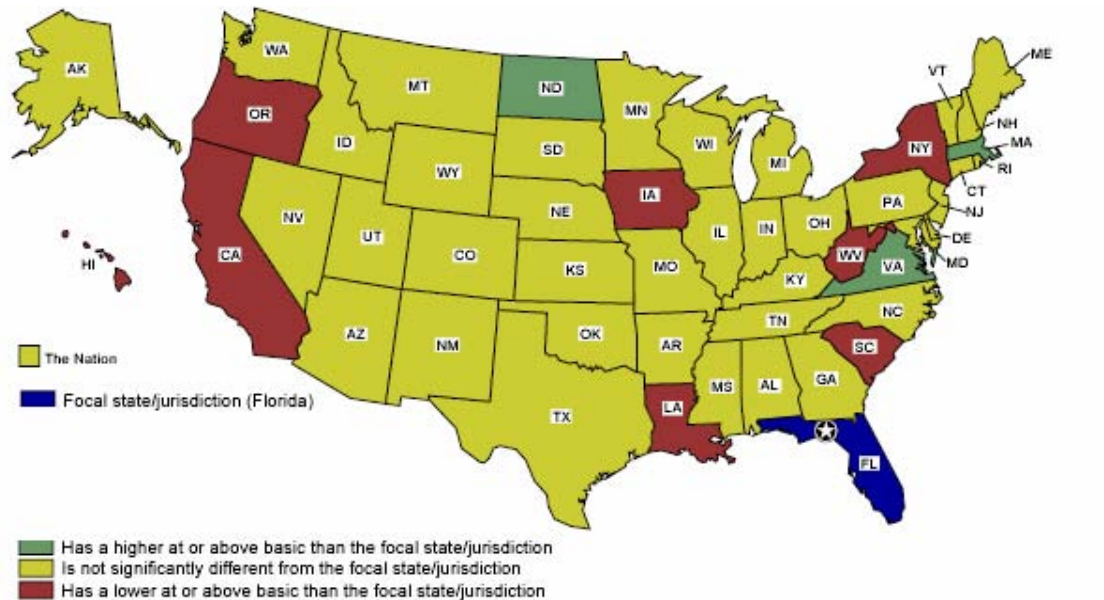 AK
WA
MT
ND
MN
VT
ME
OR
ID
SD
WI
MI
NY
NH
MA
WY
RI
IA
CT
NE
PA
NJ
NV
IL
IN
OH
UT
DE
CA
CO
WV
MD
HI
KS
MO
VA
KY
NC
TN
AZ
OK
NM
AR
SC
The Nation
MS
AL
GA
Focal state/jurisdiction (Florida)
LA
TX
FL
Has a higher at or above basic than the focal state/jurisdiction
Is not significantly different from the focal state/jurisdiction
Has a lower at or above basic than the focal state/jurisdiction